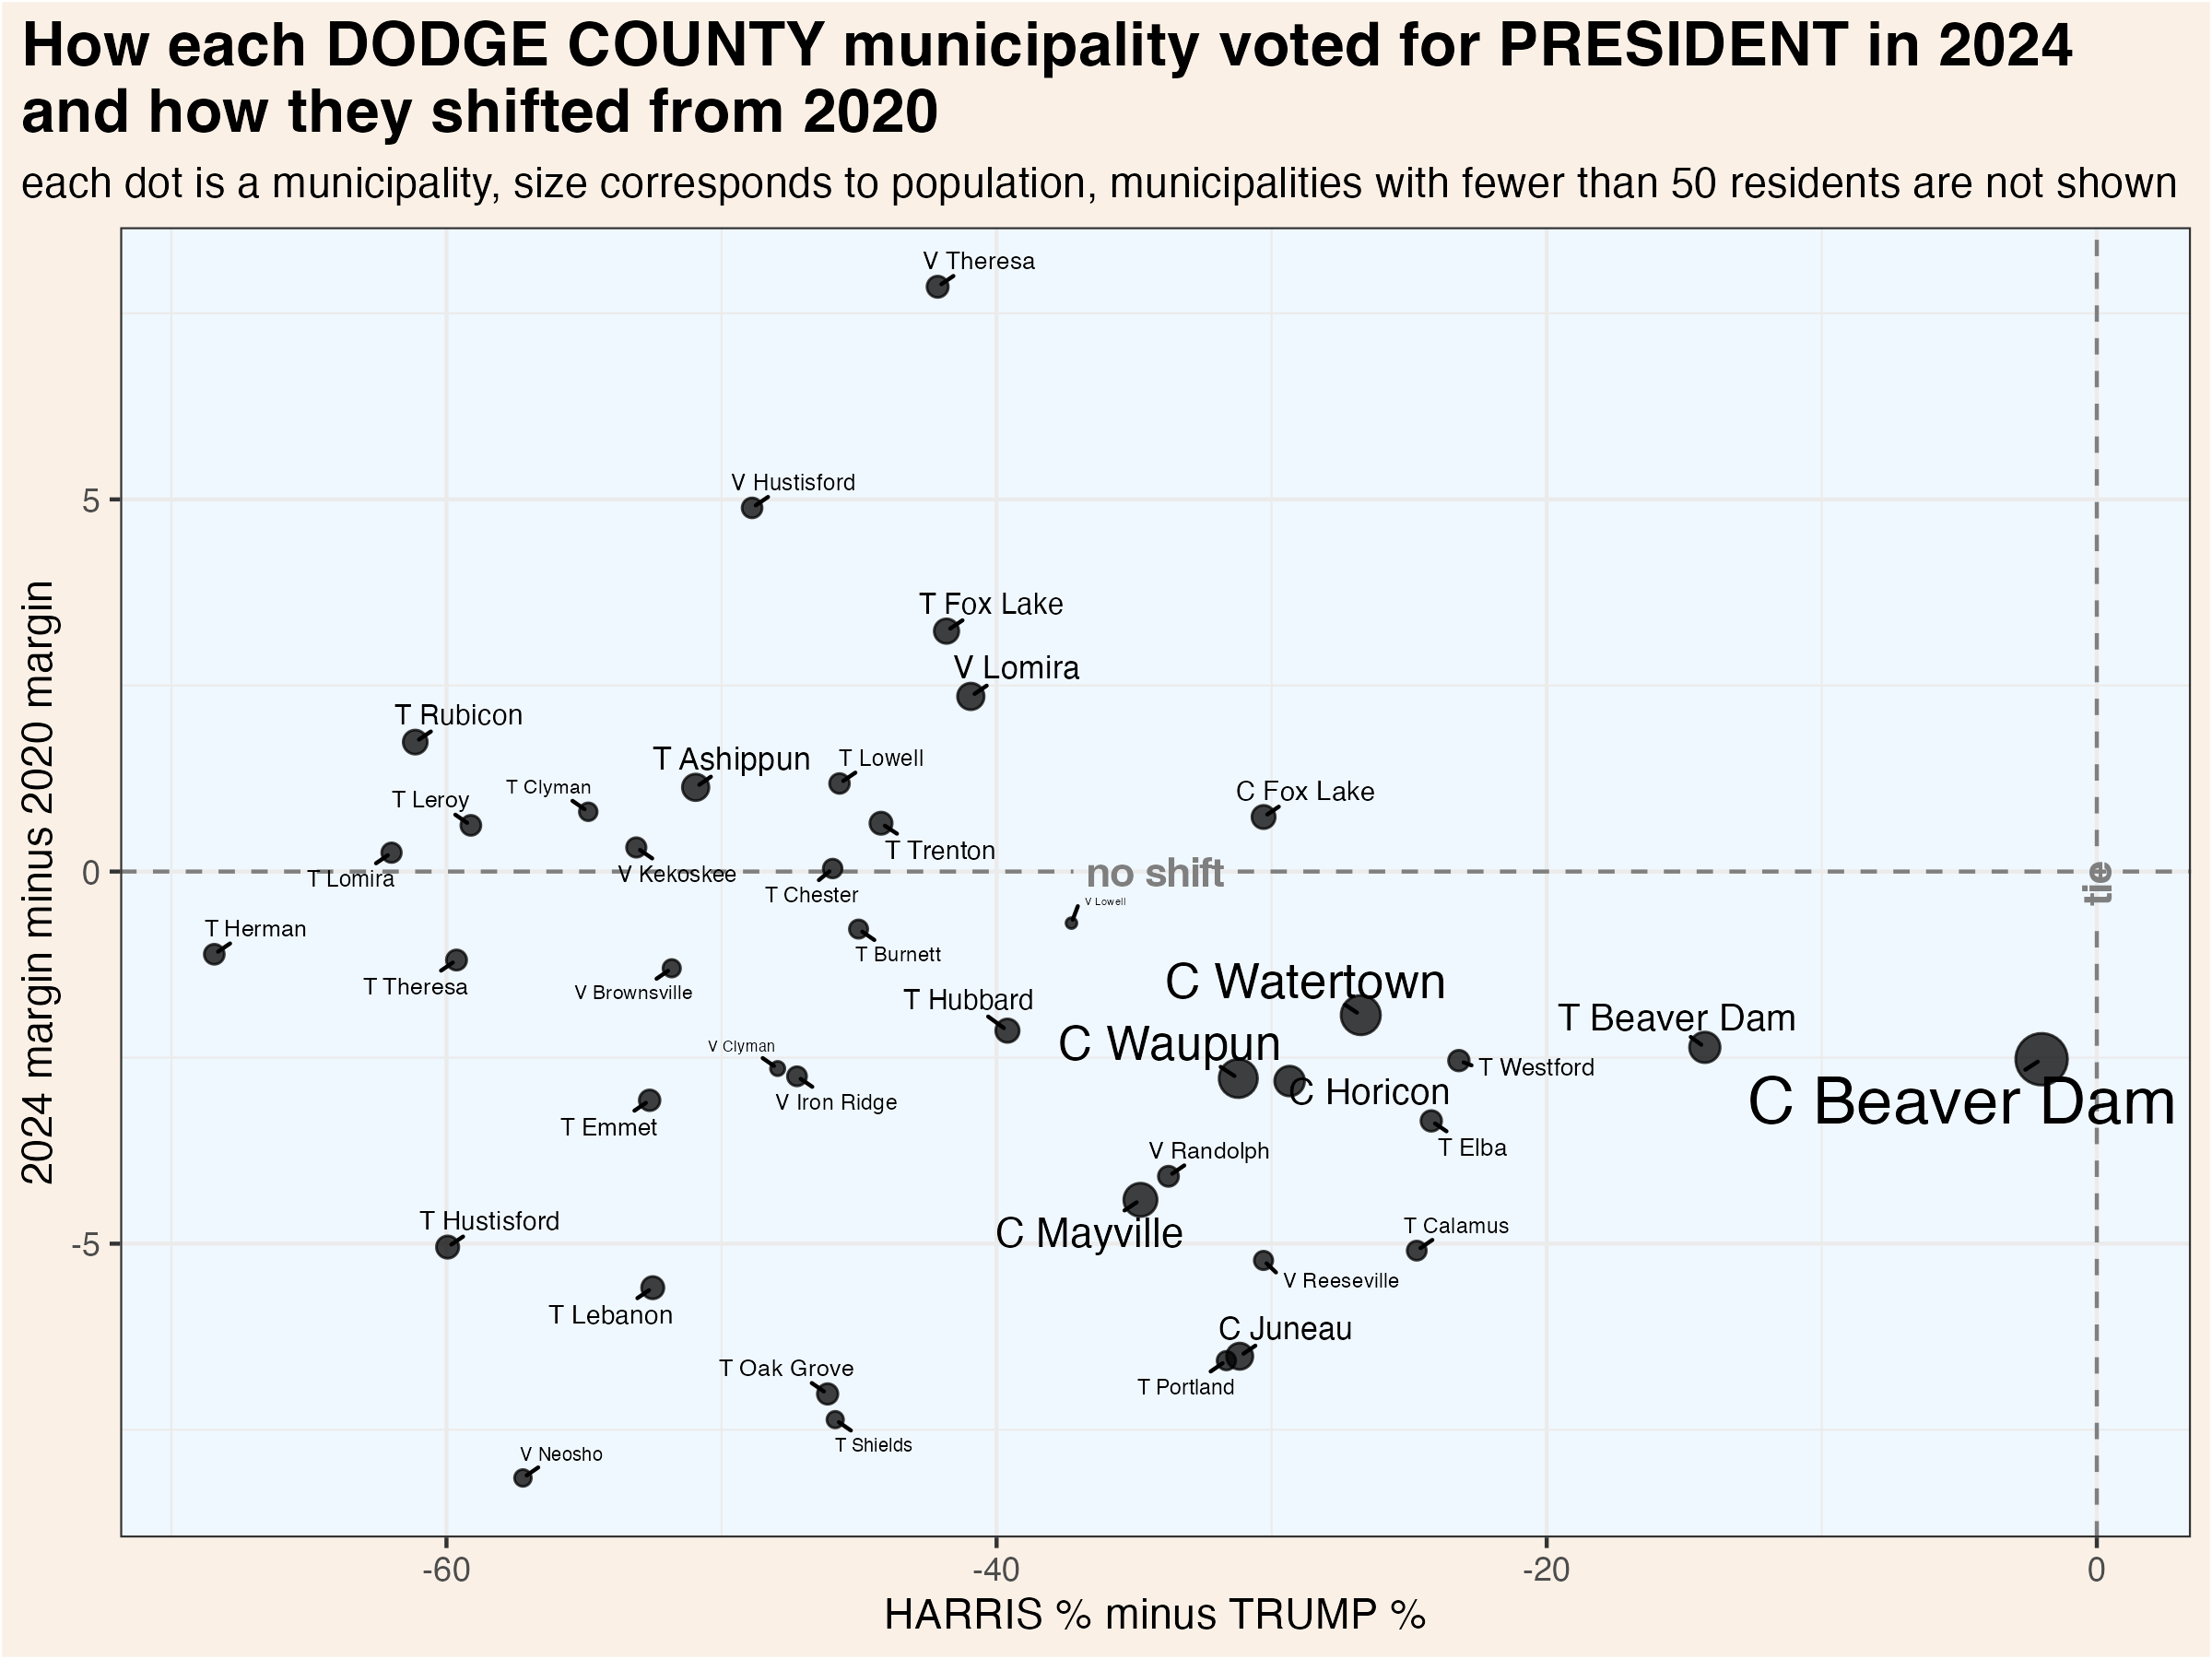 How each DODGE COUNTY municipality voted for PRESIDENT in 2024
and how they shifted from 2020
each dot is a municipality, size corresponds to population, municipalities with fewer than 50 residents are not shown
2024 margin minus 2020 margin
5
0
-5
V Theresa
V Hustisford
T Fox Lake
V Lomira
T Rubicon
T Ashippun
T Lowell
T Clyman
C Fox Lake
T Leroy
T Trenton
no shift
tie
V Kekoskee
T Lomira
T Chester
V Lowell
T Herman
T Burnett
C Watertown
T Theresa
V Brownsville
T Hubbard
T Beaver Dam
C Waupun
V Clyman
T Westford
C Horicon
V Iron Ridge
C Beaver Dam
T Emmet
T Elba
V Randolph
T Hustisford
C Mayville
T Calamus
V Reeseville
T Lebanon
C Juneau
T Oak Grove
T Portland
T Shields
V Neosho
-60
-40
-20
0
HARRIS % minus TRUMP %